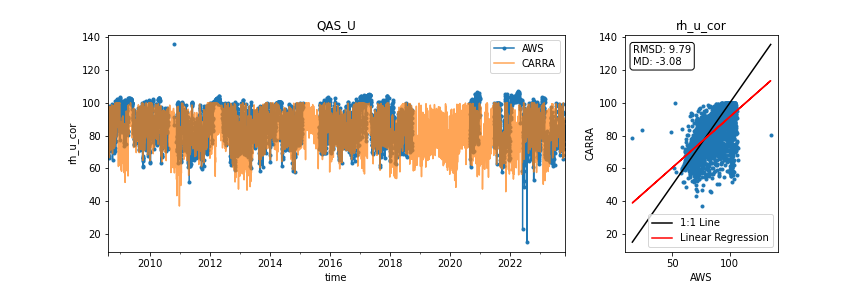 QAS_U
rh_u_cor
140
120
100
80
60
40
20
rh_u_cor
AWS
CARRA
2010
2012
2014
2016
2018
2020
2022
time
rh_u_cor
140
120
100
80
60
40
20
CARRA
RMSD: 9.79
MD: -3.08
1:1 Line
Linear Regression
50
100
AWS